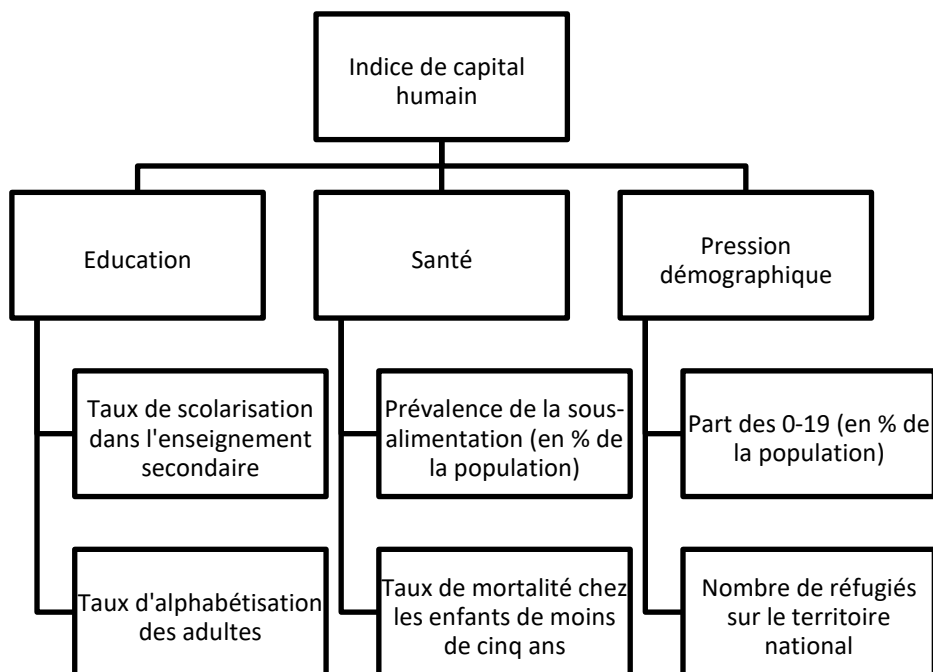 Indice de capital
humain
Education
Santé
Pression
démographique
Taux de scolarisation
dans l'enseignement
secondaire
Prévalence de la sous-
alimentation (en % de
la population)
Part des 0-19 (en % de
la population)
Taux d'alphabétisation
des adultes
Taux de mortalité chez
les enfants de moins
de cinq ans
Nombre de réfugiés
sur le territoire
national